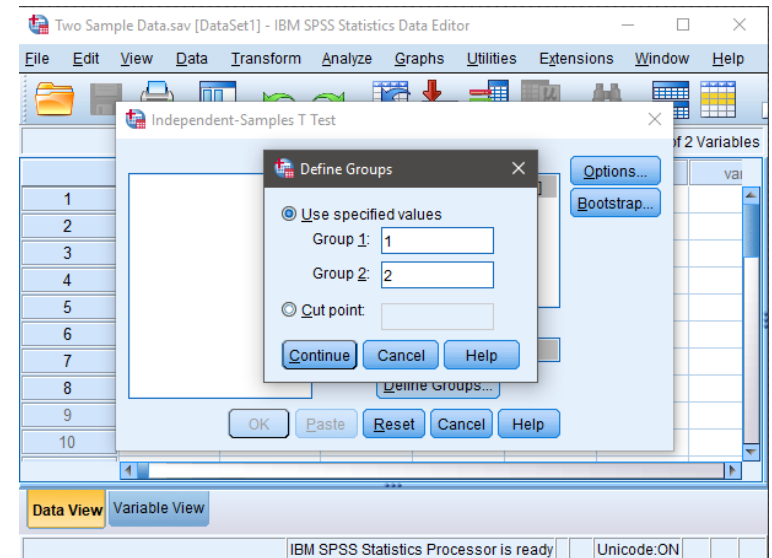 Two Sample Data.sav [DataSet1] - IBM SPSS Statistics Data Editor
File Edit View Data Transform Analyze Graphs Utilities Extensions Window Help
Independent-Samples T Test
of 2 Variables
Define Groups
Options...
Bootstrap...
Use specified values
Group 1: 1
Group 2: 2
Cut point:
Continue Cancel Help
Define Groups...
OK Paste Reset Cancel Help
1
2
3
4
5
6
7
8
9
10
Data View Variable View
IBM SPSS Statistics Processor is ready Unicode:ON